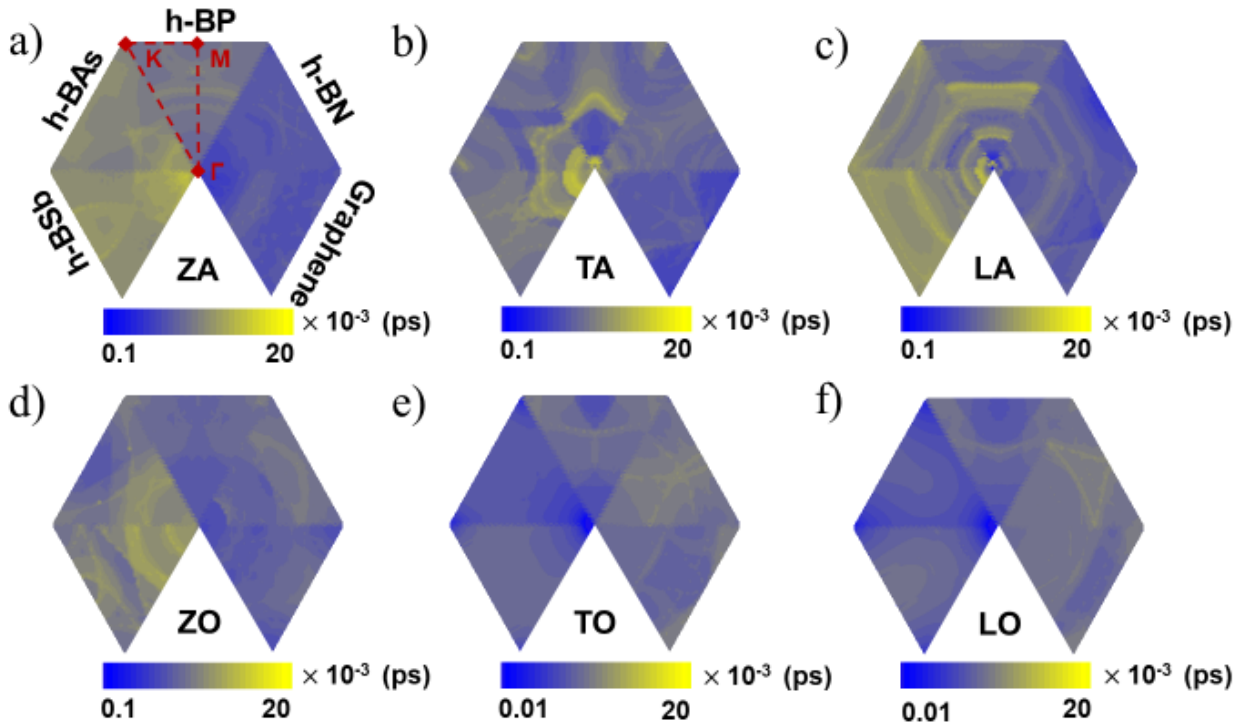 a)
h-BP
K
M
Γ
h-BAs
h-BN
h-BSb
Graphene
ZA
× 10⁻³ (ps)
0.1 20
b)
TA
× 10⁻³ (ps)
0.1 20
c)
LA
× 10⁻³ (ps)
0.1 20
d)
ZO
× 10⁻³ (ps)
0.1 20
e)
TO
× 10⁻³ (ps)
0.01 20
f)
LO
× 10⁻³ (ps)
0.01 20